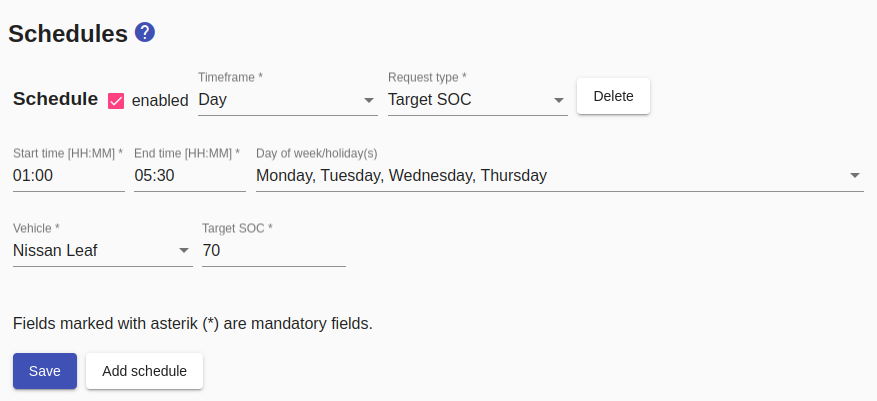 Schedules ?
Timeframe * Request type *
Schedule enabled Day Target SOC Delete
Start time [HH:MM] * End time [HH:MM] * Day of week/holiday(s)
01:00 05:30 Monday, Tuesday, Wednesday, Thursday
Vehicle * Target SOC *
Nissan Leaf 70
Fields marked with asterik (*) are mandatory fields.
Save Add schedule